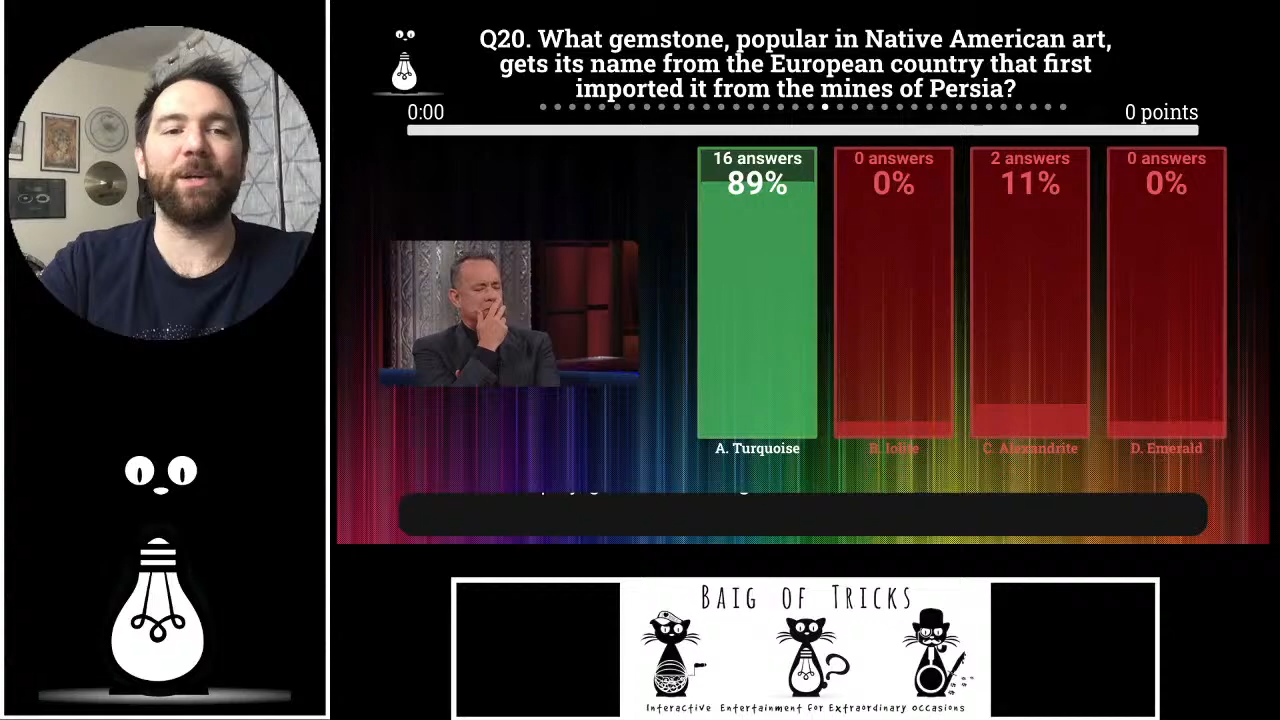 Q20. What gemstone, popular in Native American art,
gets its name from the European country that first
imported it from the mines of Persia?
0:00
0 points
16 answers
89%
0 answers
0%
2 answers
11%
0 answers
0%
A. Turquoise
B. Iolite
C. Alexandrite
D. Emerald
BAIG OF TRICKS
Interactive Entertainment for Extraordinary Occasions